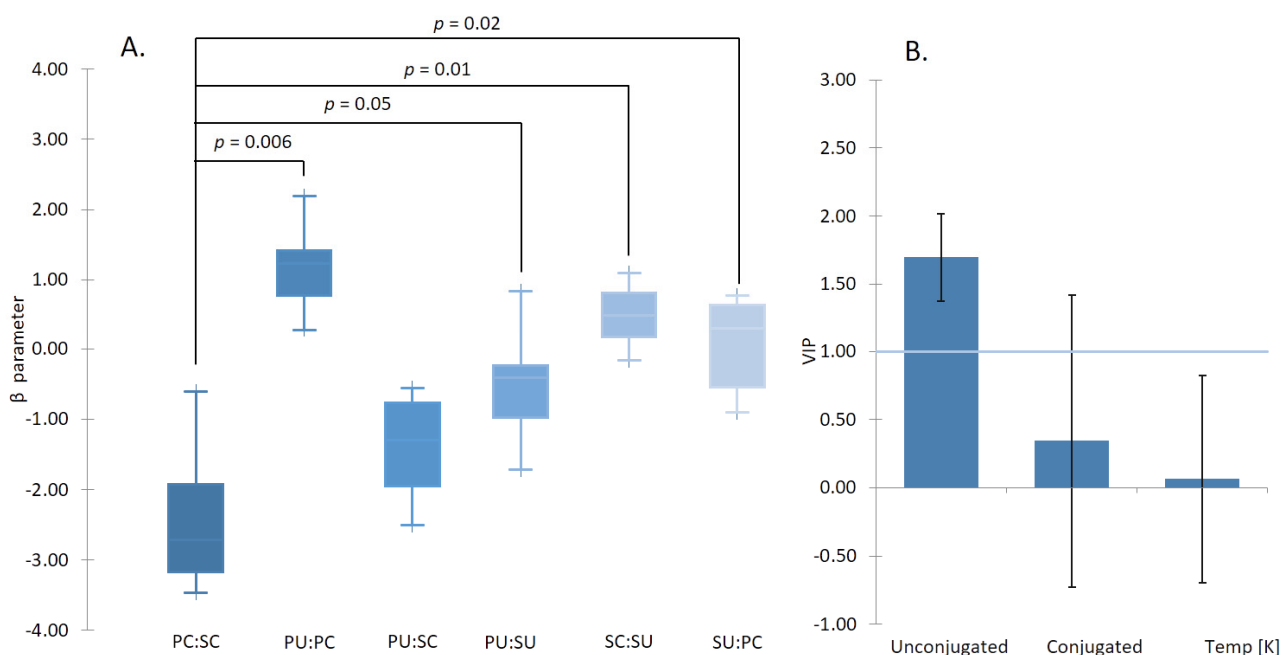 A.
p = 0.02
p = 0.01
p = 0.05
p = 0.006
β parameter
4.00
3.00
2.00
1.00
0.00
-1.00
-2.00
-3.00
-4.00
PC:SC PU:PC PU:SC PU:SU SC:SU SU:PC
B.
VIP
3.00
2.50
2.00
1.50
1.00
0.50
0.00
-0.50
-1.00
Unconjugated Conjugated Temp [K]